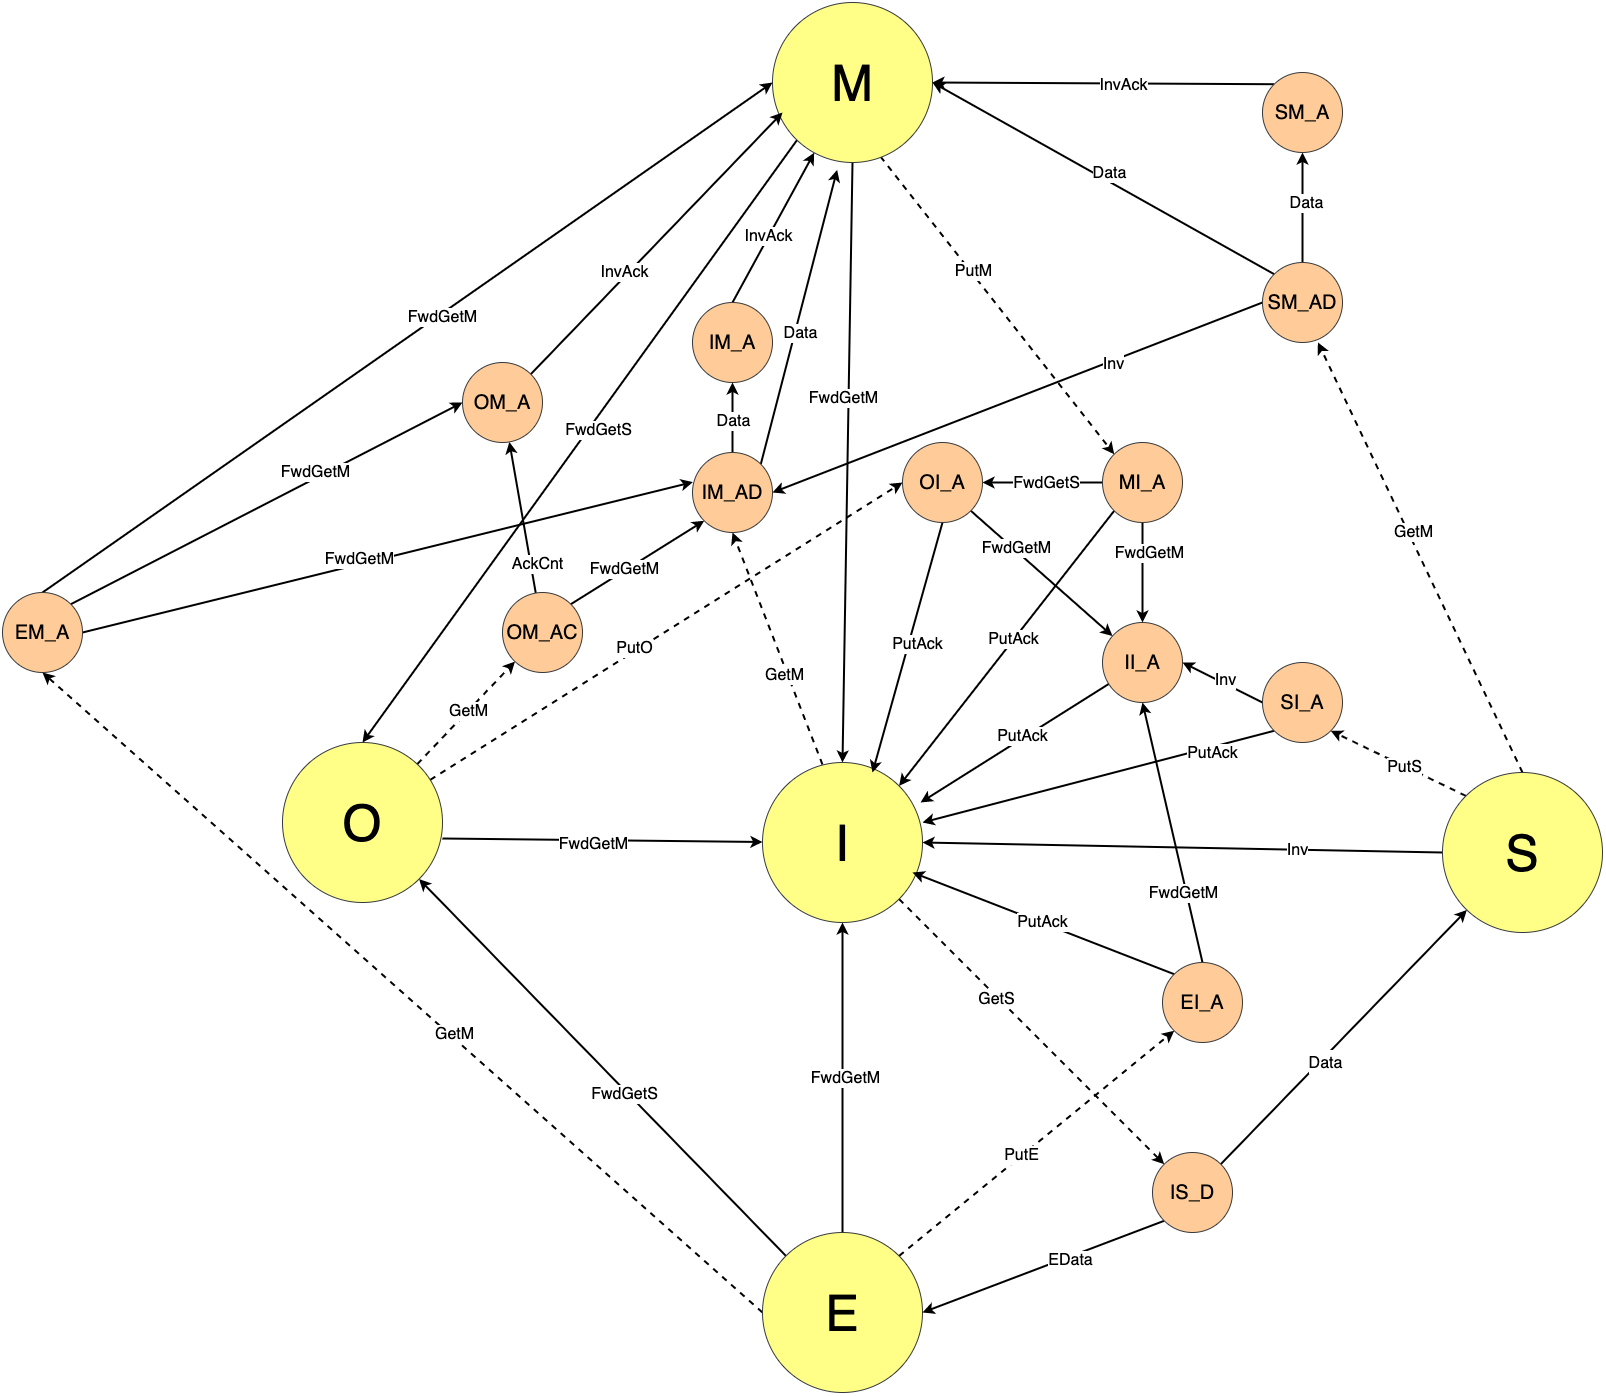 M
InvAck
SM_A
Data
Data
InvAck
PutM
InvAck
SM_AD
FwdGetM
Data
IM_A
Inv
FwdGetM
OM_A
Data
FwdGetS
FwdGetM
OI_A
FwdGetS
MI_A
IM_AD
GetM
FwdGetM
FwdGetM
FwdGetM
AckCnt
FwdGetM
EM_A
OM_AC
PutAck
PutAck
PutO
II_A
GetM
Inv
SI_A
GetM
PutAck
PutAck
PutS
O
I
S
FwdGetM
Inv
FwdGetM
PutAck
GetS
EI_A
GetM
Data
FwdGetM
FwdGetS
PutE
IS_D
EData
E